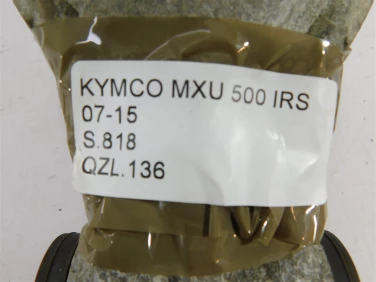 KYMCO MXU 500 IRS
07-15
S.818
QZL.136